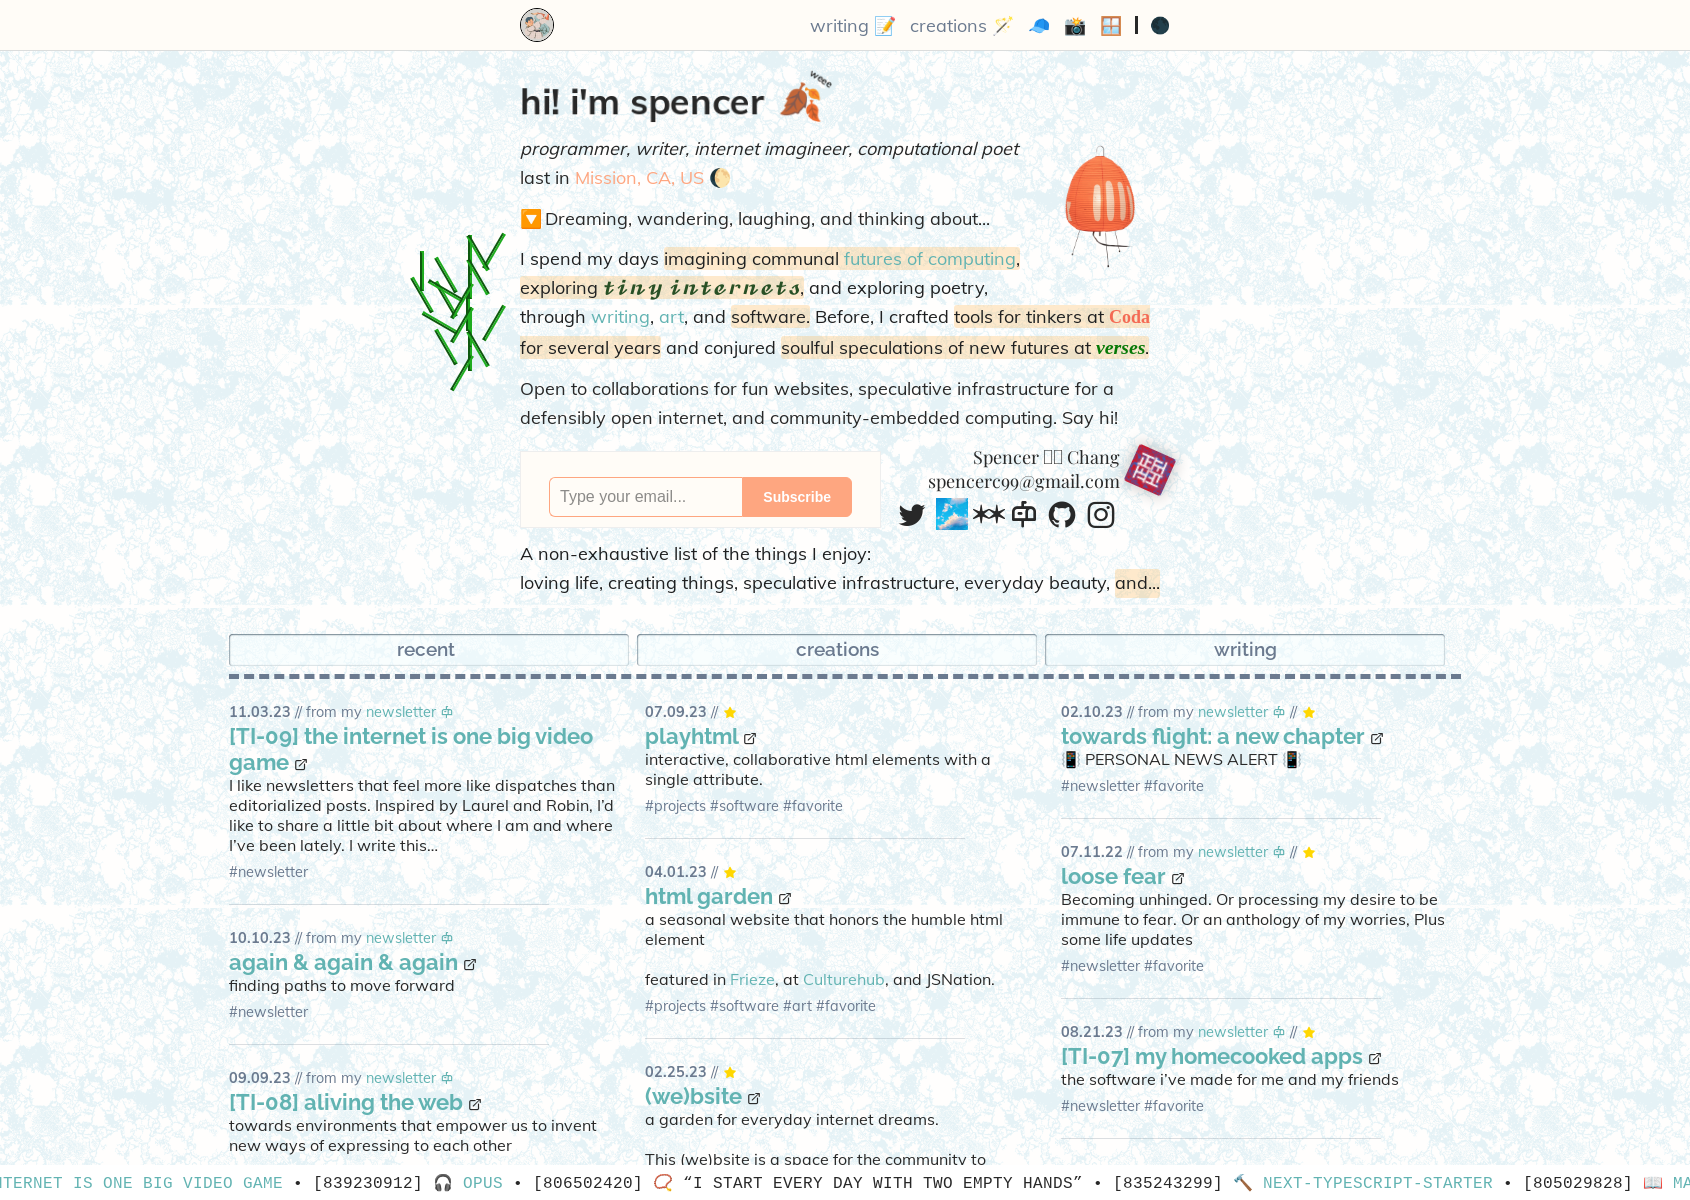 writing 📝 creations 🪄 🧢 📸 🪟 | 🌑
weee
hi! i'm spencer 🍂
programmer, writer, internet imagineer, computational poet
last in Mission, CA, US 🌔
🔽 Dreaming, wandering, laughing, and thinking about...
I spend my days imagining communal futures of computing,
exploring tiny internets, and exploring poetry,
through writing, art, and software. Before, I crafted tools for tinkers at Coda
for several years and conjured soulful speculations of new futures at verses.
Open to collaborations for fun websites, speculative infrastructure for a
defensibly open internet, and community-embedded computing. Say hi!
Type your email...
Subscribe
Spencer Chang
spencerc99@gmail.com
A non-exhaustive list of the things I enjoy:
loving life, creating things, speculative infrastructure, everyday beauty, and...
recent
creations
writing
11.03.23 // from my newsletter
[TI-09] the internet is one big video
game
I like newsletters that feel more like dispatches than
editorialized posts. Inspired by Laurel and Robin, I'd
like to share a little bit about where I am and where
I've been lately. I write this...
#newsletter
10.10.23 // from my newsletter
again & again & again
finding paths to move forward
#newsletter
09.09.23 // from my newsletter
[TI-08] aliving the web
towards environments that empower us to invent
new ways of expressing to each other
07.09.23 // ⭐
playhtml
interactive, collaborative html elements with a
single attribute.
#projects #software #favorite
04.01.23 // ⭐
html garden
a seasonal website that honors the humble html
element
featured in Frieze, at Culturehub, and JSNation.
#projects #software #art #favorite
02.25.23 // ⭐
(we)bsite
a garden for everyday internet dreams.
This (we)bsite is a space for the community to
02.10.23 // from my newsletter // ⭐
towards flight: a new chapter
📳 PERSONAL NEWS ALERT 📳
#newsletter #favorite
07.11.22 // from my newsletter // ⭐
loose fear
Becoming unhinged. Or processing my desire to be
immune to fear. Or an anthology of my worries, Plus
some life updates
#newsletter #favorite
08.21.23 // from my newsletter // ⭐
[TI-07] my homecooked apps
the software i've made for me and my friends
#newsletter #favorite
NTERNET IS ONE BIG VIDEO GAME • [839230912] 🎧 OPUS • [806502420] 📿 “I START EVERY DAY WITH TWO EMPTY HANDS” • [835243299] 🔨 NEXT-TYPESCRIPT-STARTER • [805029828] 📖 MA